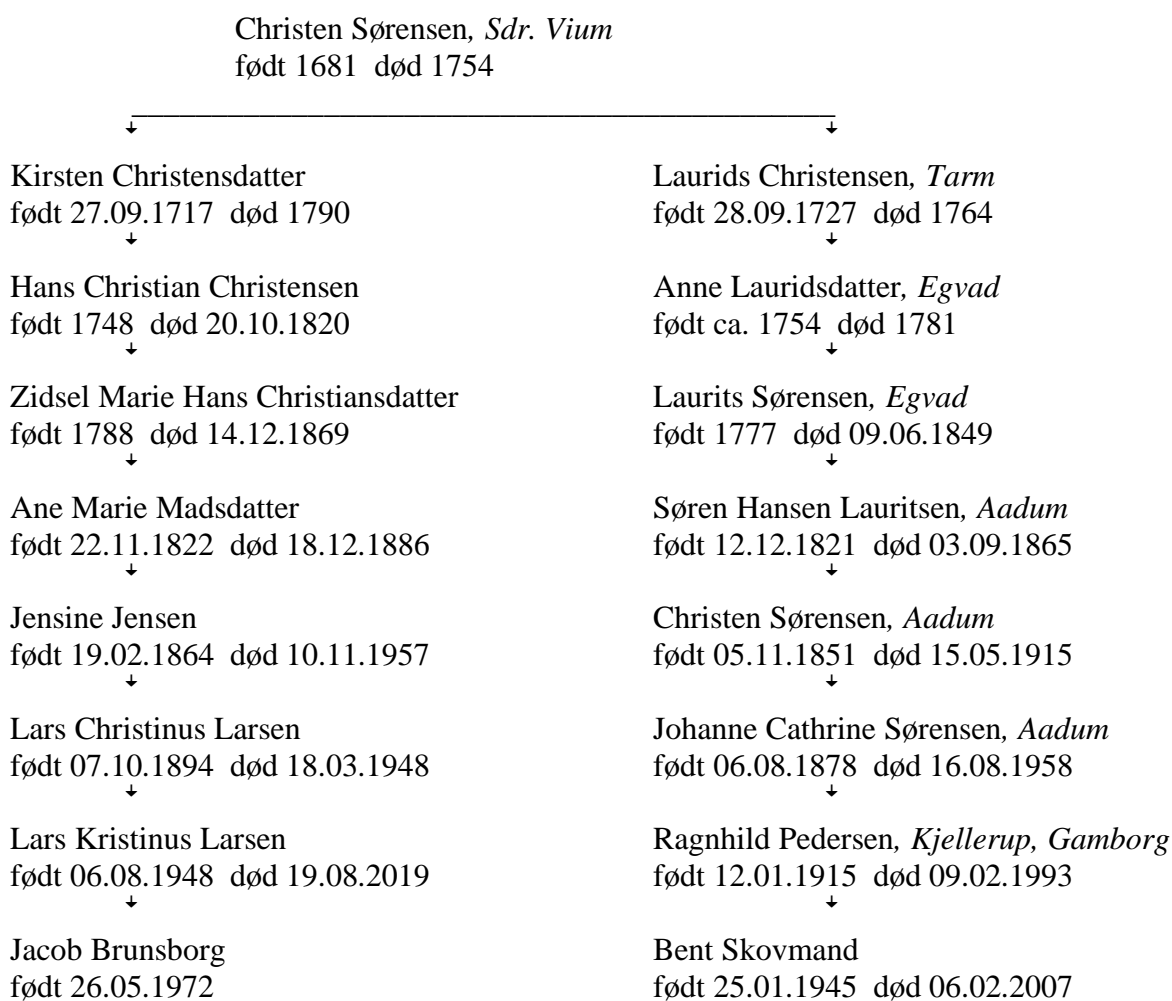 Christen Sørensen, Sdr. Vium
født 1681 død 1754
Kirsten Christensdatter
født 27.09.1717 død 1790
Laurids Christensen, Tarm
født 28.09.1727 død 1764
Hans Christian Christensen
født 1748 død 20.10.1820
Anne Lauridsdatter, Egvad
født ca. 1754 død 1781
Zidsel Marie Hans Christiansdatter
født 1788 død 14.12.1869
Laurits Sørensen, Egvad
født 1777 død 09.06.1849
Ane Marie Madsdatter
født 22.11.1822 død 18.12.1886
Søren Hansen Lauritsen, Aadum
født 12.12.1821 død 03.09.1865
Jensine Jensen
født 19.02.1864 død 10.11.1957
Christen Sørensen, Aadum
født 05.11.1851 død 15.05.1915
Lars Christinus Larsen
født 07.10.1894 død 18.03.1948
Johanne Cathrine Sørensen, Aadum
født 06.08.1878 død 16.08.1958
Lars Kristinus Larsen
født 06.08.1948 død 19.08.2019
Ragnhild Pedersen, Kjellerup, Gamborg
født 12.01.1915 død 09.02.1993
Jacob Brunsborg
født 26.05.1972
Bent Skovmand
født 25.01.1945 død 06.02.2007